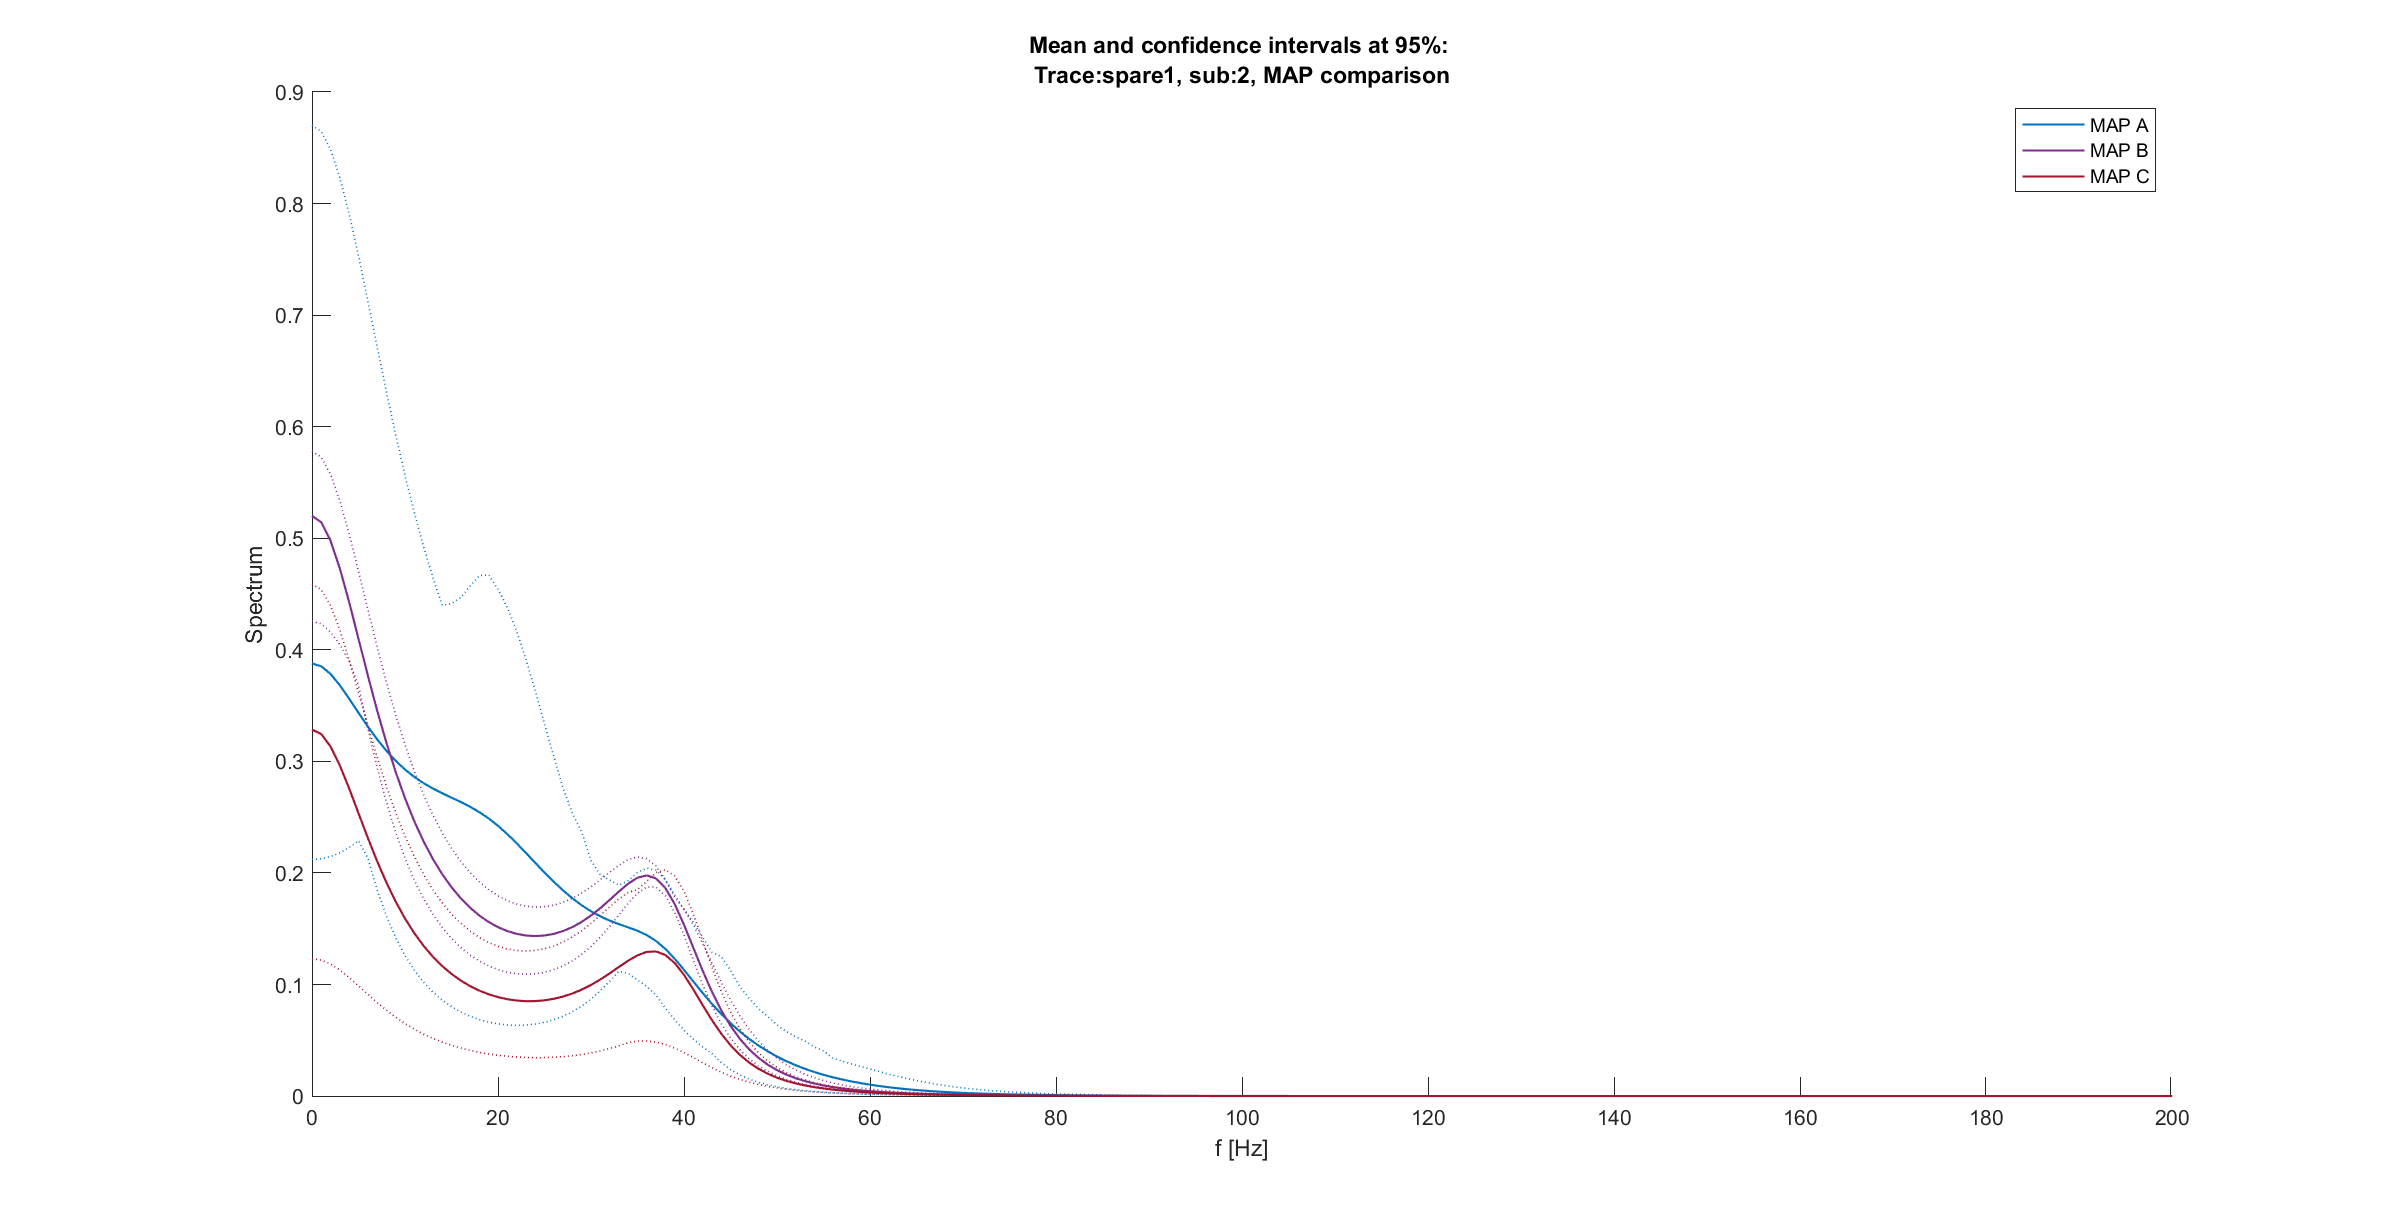 Mean and confidence intervals at 95%:
Trace:spare1, sub:2, MAP comparison
MAP A
MAP B
MAP C
Spectrum
0.9
0.8
0.7
0.6
0.5
0.4
0.3
0.2
0.1
0
0 20 40 60 80 100 120 140 160 180 200
f [Hz]